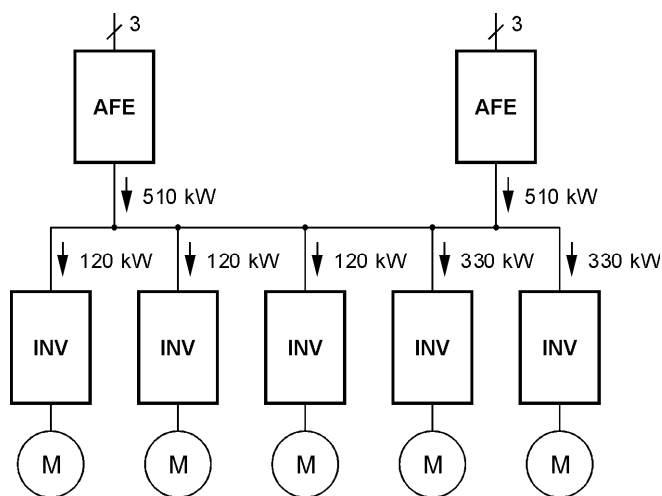 3 3
AFE AFE
510 kW 510 kW
120 kW 120 kW 120 kW 330 kW 330 kW
INV INV INV INV INV
M M M M M